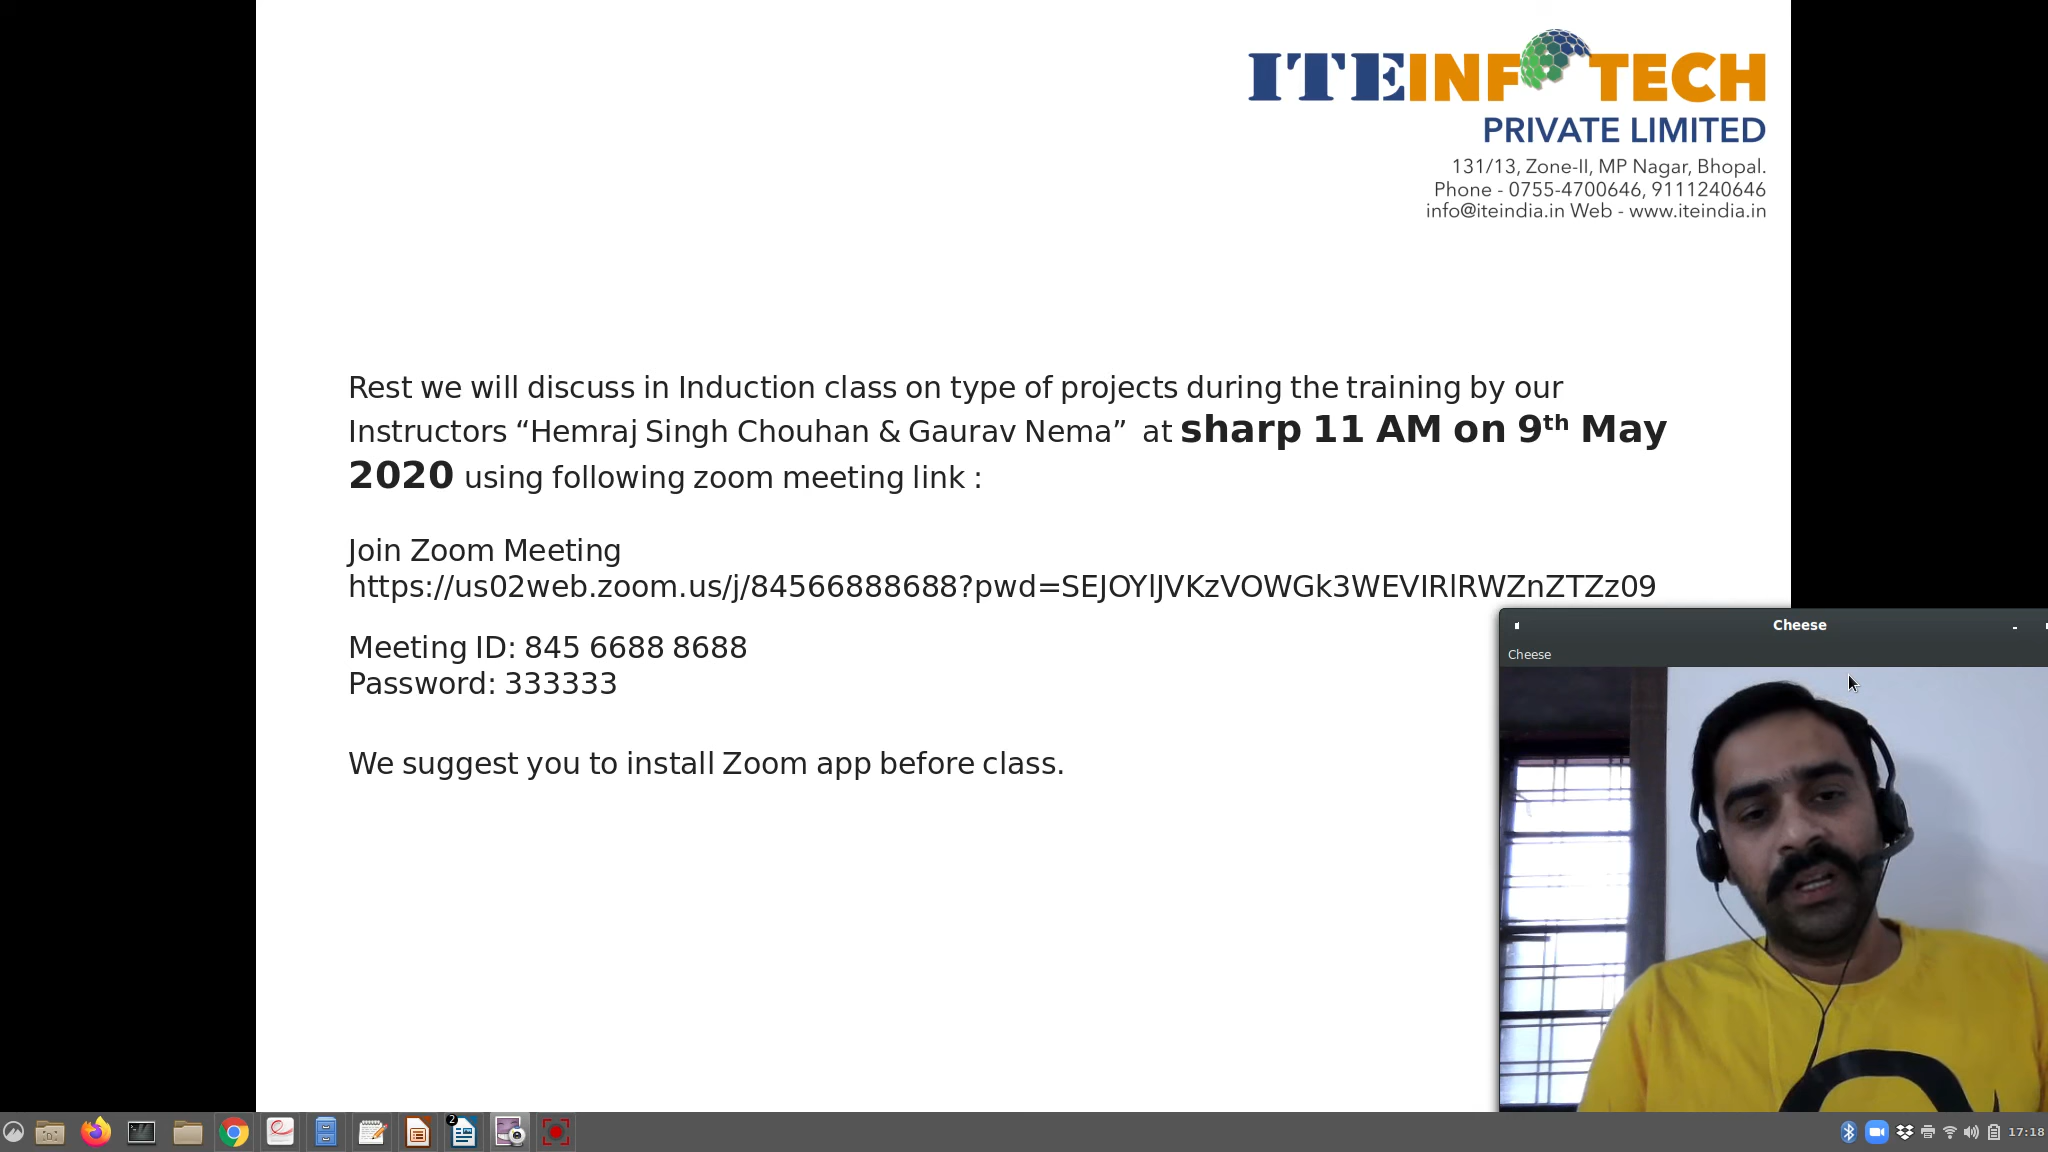 ITEINFOTECH
PRIVATE LIMITED
131/13, Zone-II, MP Nagar, Bhopal.
Phone - 0755-4700646, 9111240646
info@iteindia.in Web - www.iteindia.in
Rest we will discuss in Induction class on type of projects during the training by our
Instructors “Hemraj Singh Chouhan & Gaurav Nema” at sharp 11 AM on 9th May
2020 using following zoom meeting link :
Join Zoom Meeting
https://us02web.zoom.us/j/84566888688?pwd=SEJOYlJVKzVOWGk3WEVIRlRWZnZTZz09
Meeting ID: 845 6688 8688
Password: 333333
We suggest you to install Zoom app before class.
Cheese
Cheese
2
17:18